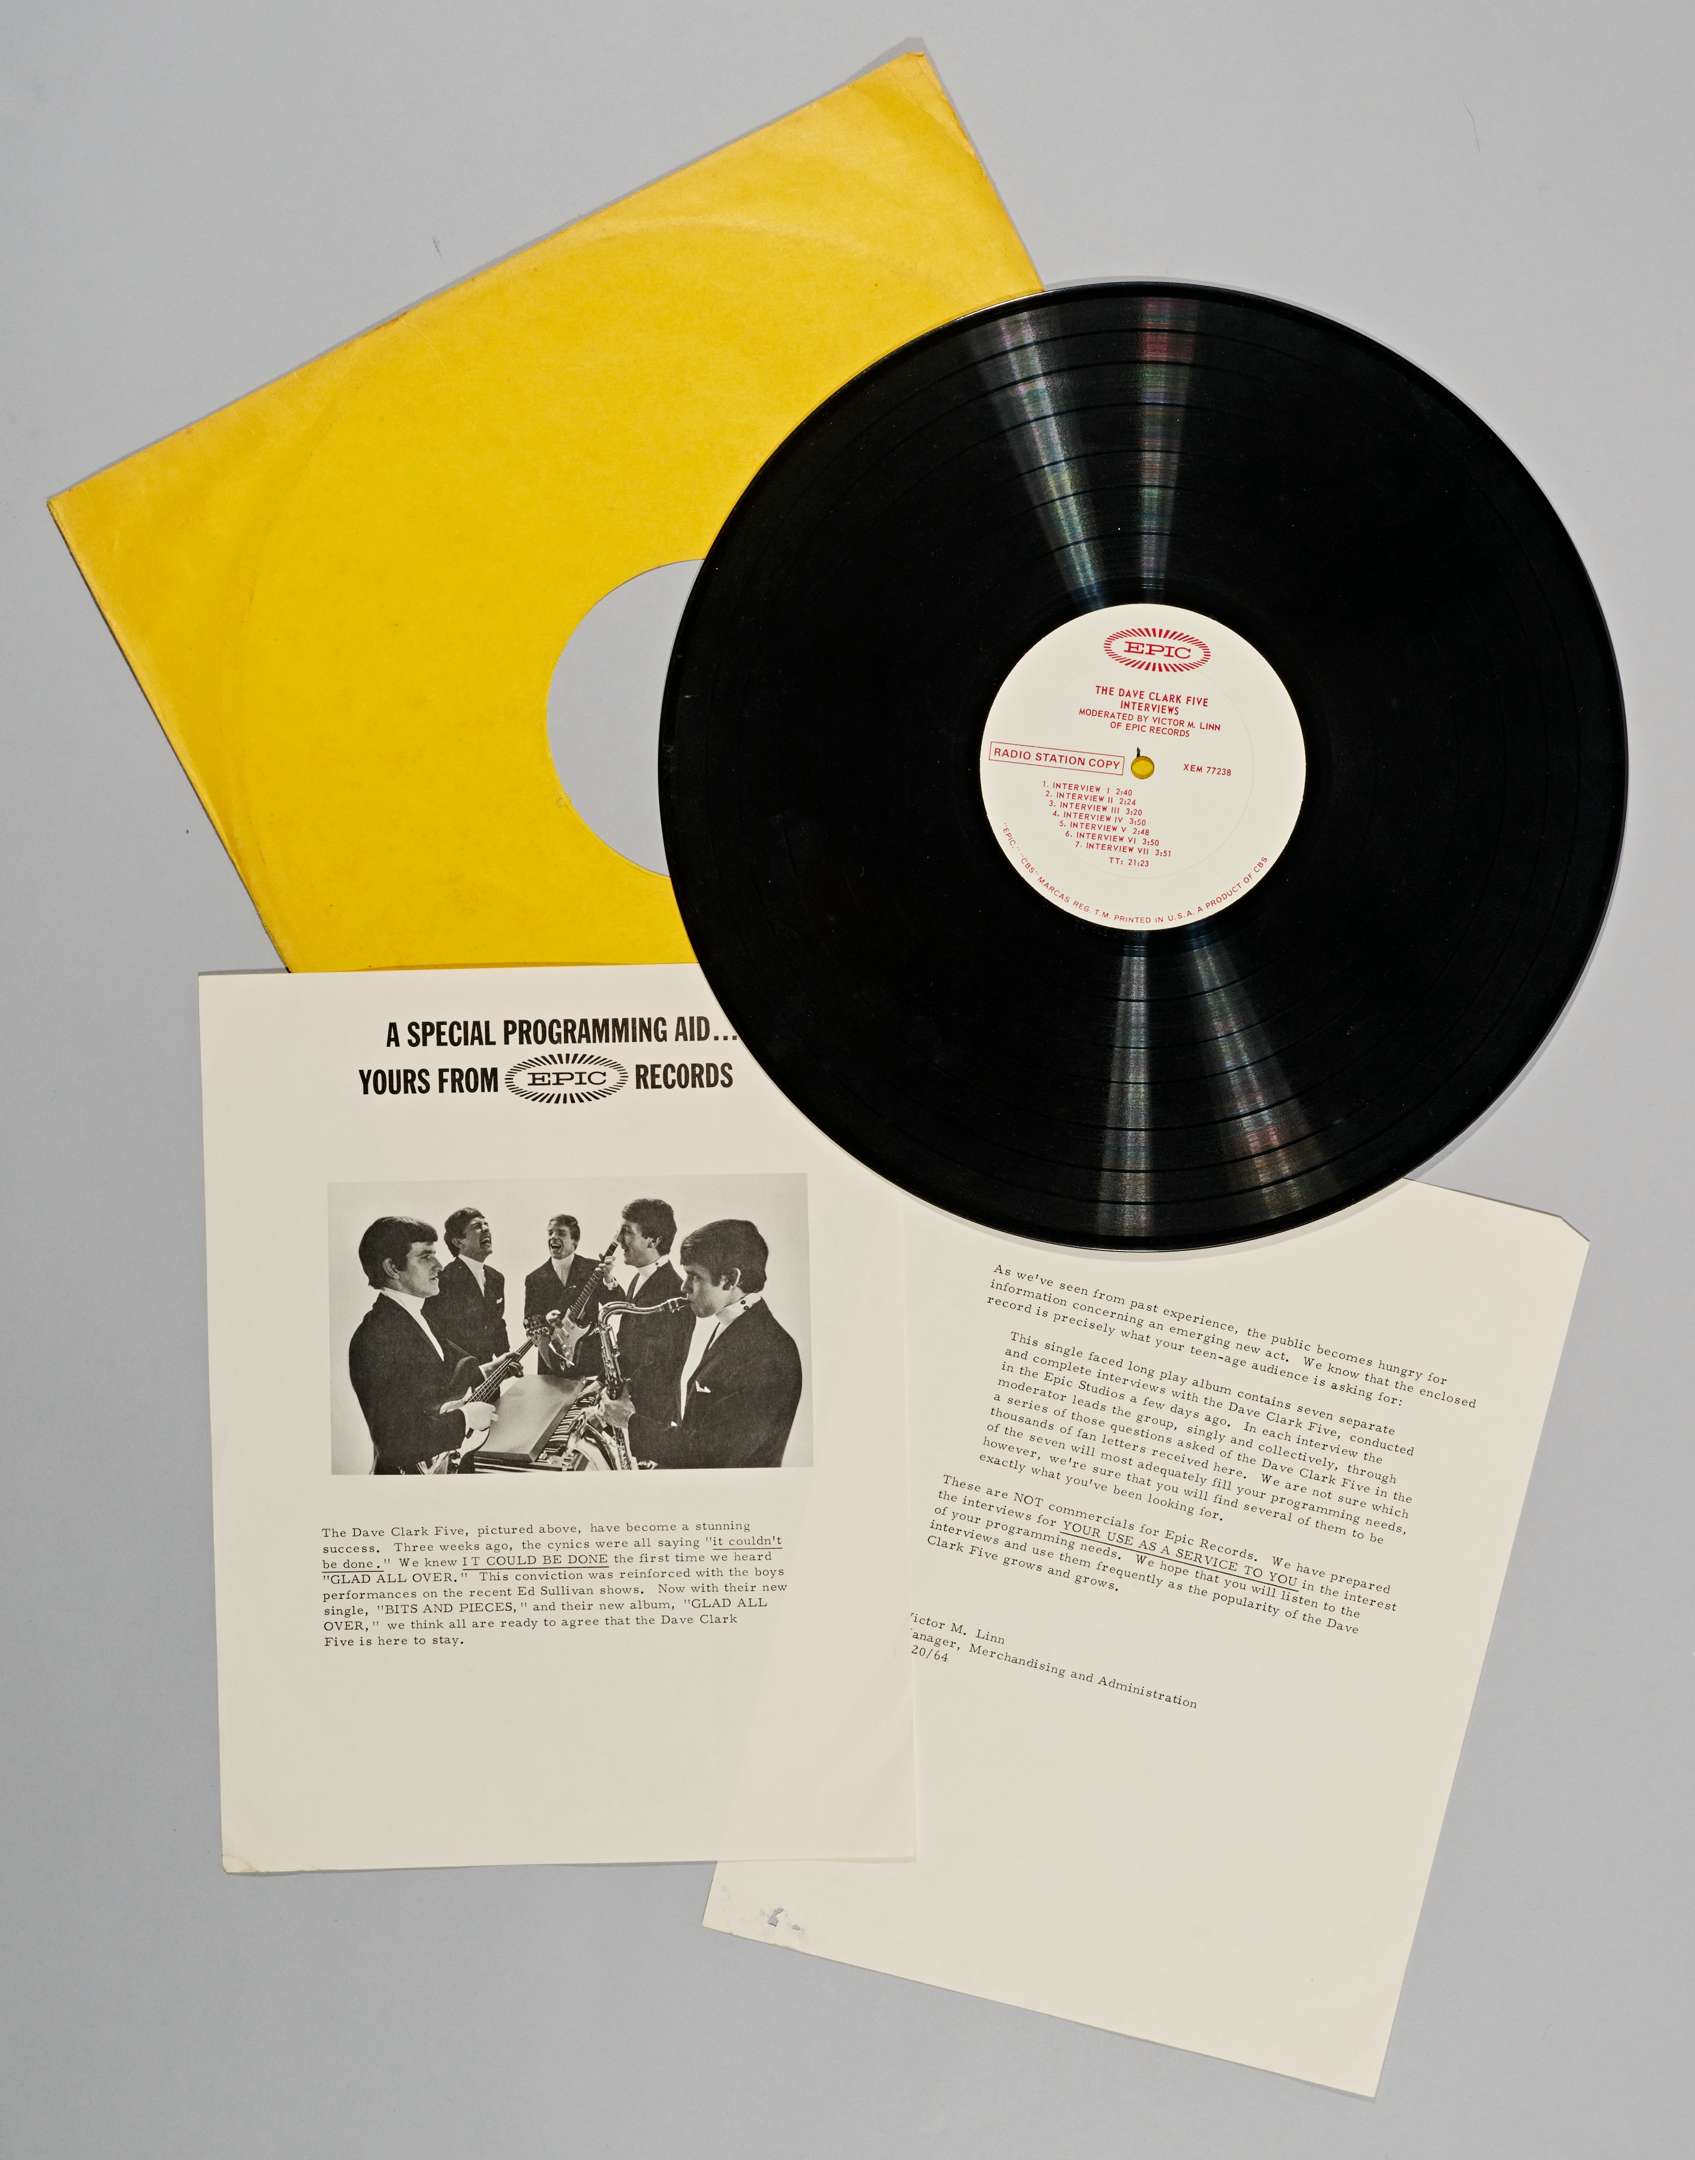 EPIC
THE DAVE CLARK FIVE
INTERVIEWS
MODERATED BY VICTOR M. LINN
OF EPIC RECORDS
RADIO STATION COPY
XEM 77238
1. INTERVIEW I 2:40
2. INTERVIEW II 2:24
3. INTERVIEW III 3:20
4. INTERVIEW IV 3:50
5. INTERVIEW V 2:48
6. INTERVIEW VI 3:50
7. INTERVIEW VII 3:51
TT: 21:23
"EPIC," "CBS" MARCAS REG. T.M. PRINTED IN U.S.A. A PRODUCT OF CBS
A SPECIAL PROGRAMMING AID...
YOURS FROM EPIC RECORDS
The Dave Clark Five, pictured above, have become a stunning
success. Three weeks ago, the cynics were all saying "it couldn't
be done." We knew IT COULD BE DONE the first time we heard
"GLAD ALL OVER." This conviction was reinforced with the boys
performances on the recent Ed Sullivan shows. Now with their new
single, "BITS AND PIECES," and their new album, "GLAD ALL
OVER," we think all are ready to agree that the Dave Clark
Five is here to stay.
As we've seen from past experience, the public becomes hungry for
information concerning an emerging new act. We know that the enclosed
record is precisely what your teen-age audience is asking for:
This single faced long play album contains seven separate
and complete interviews with the Dave Clark Five, conducted
in the Epic Studios a few days ago. In each interview the
moderator leads the group, singly and collectively, through
a series of those questions asked of the Dave Clark Five in the
thousands of fan letters received here. We are not sure which
of the seven will most adequately fill your programming needs,
however, we're sure that you will find several of them to be
exactly what you've been looking for.
These are NOT commercials for Epic Records. We have prepared
the interviews for YOUR USE AS A SERVICE TO YOU in the interest
of your programming needs. We hope that you will listen to the
interviews and use them frequently as the popularity of the Dave
Clark Five grows and grows.
Victor M. Linn
Manager, Merchandising and Administration
20/64